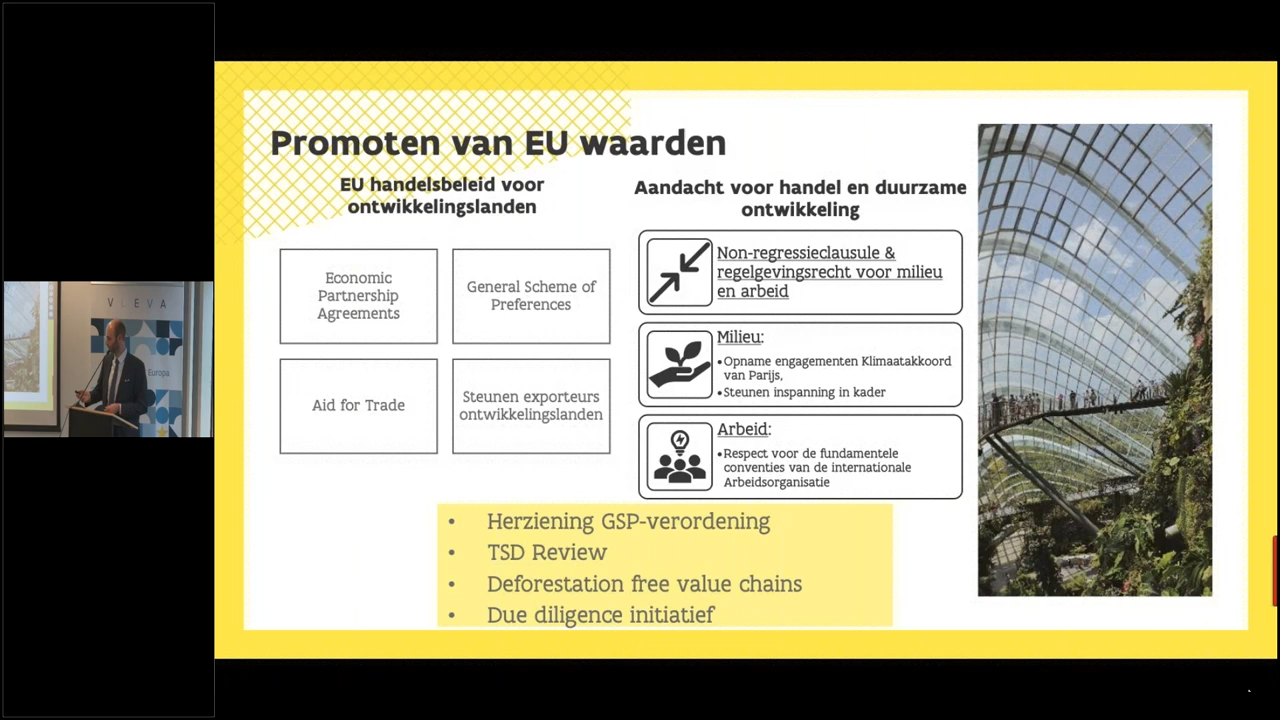 Promoten van EU waarden
EU handelsbeleid voor
ontwikkelingslanden
Economic
Partnership
Agreements
General Scheme of
Preferences
Aid for Trade
Steunen exporteurs
ontwikkelingslanden
Aandacht voor handel en duurzame
ontwikkeling
Non-regressieclausule &
regelgevingsrecht voor milieu
en arbeid
Milieu:
•Opname engagementen Klimaatakkoord
van Parijs,
•Steunen inspanning in kader
Arbeid:
•Respect voor de fundamentele
conventies van de internationale
Arbeidsorganisatie
• Herziening GSP-verordening
• TSD Review
• Deforestation free value chains
• Due diligence initiatief
VLEVA
Europa